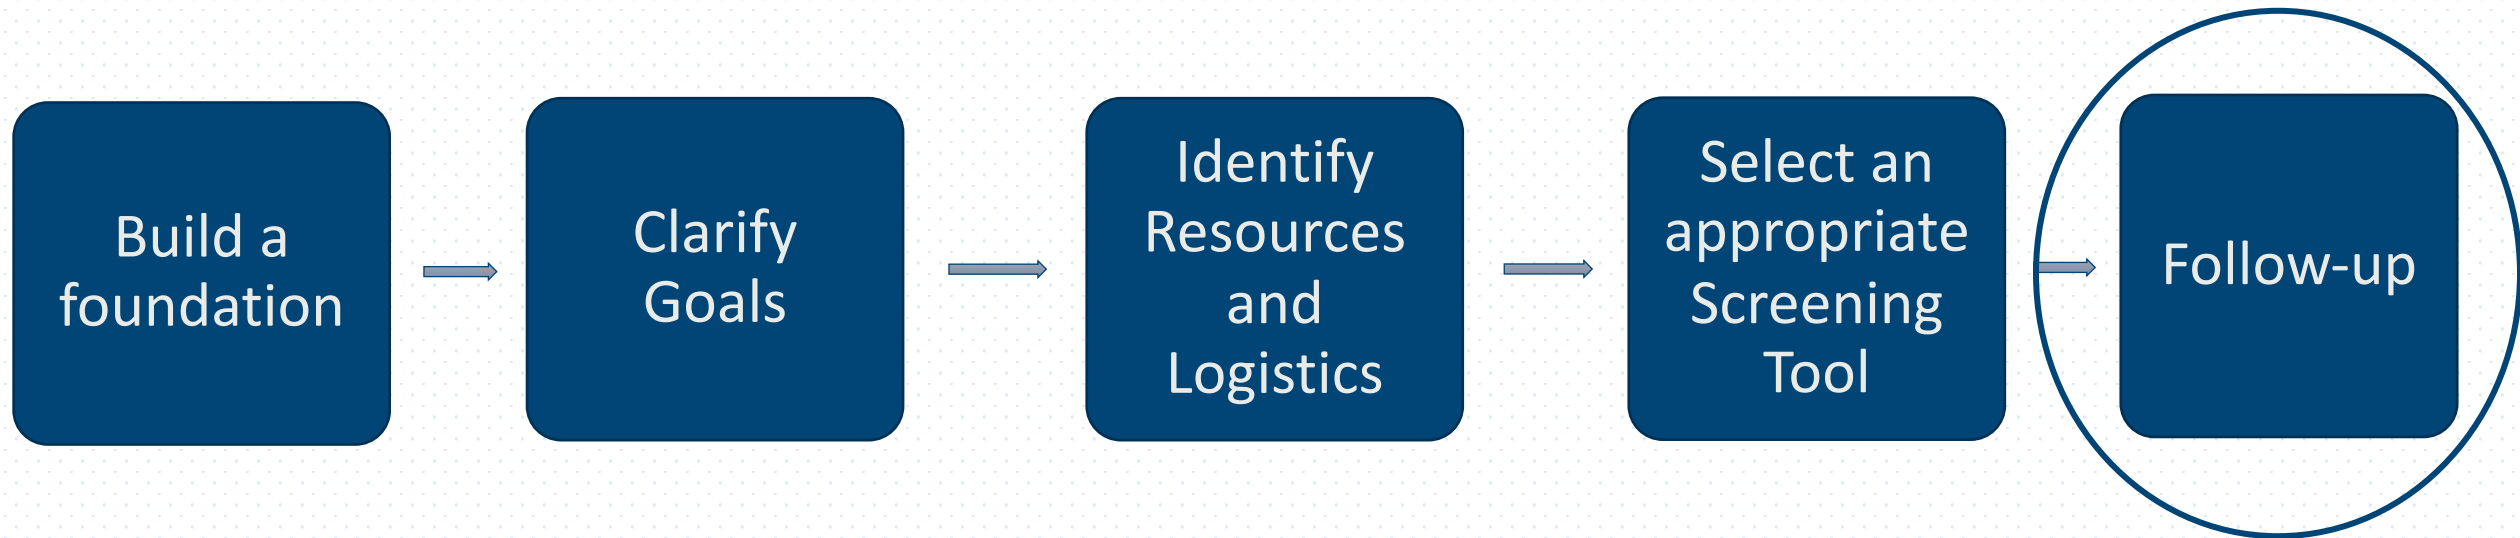 Build a
foundation
Clarify
Goals
Identify
Resources
and
Logistics
Select an
appropriate
Screening
Tool
Follow-up